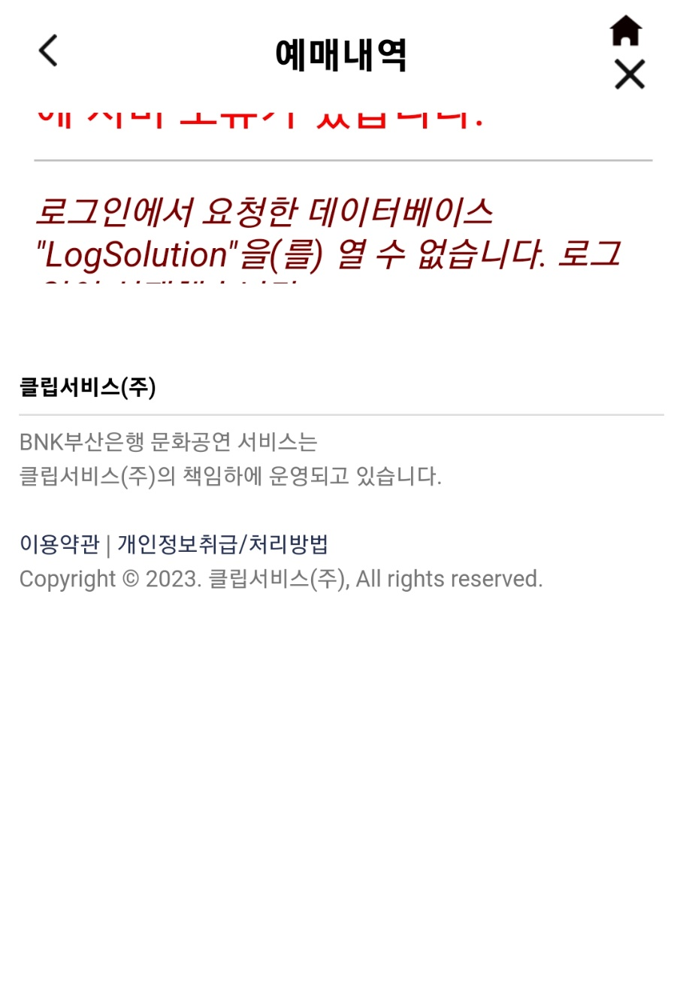 예매내역
로그인에서 요청한 데이터베이스
"LogSolution"을(를) 열 수 없습니다. 로그
클립서비스(주)
BNK부산은행 문화공연 서비스는
클립서비스(주)의 책임하에 운영되고 있습니다.
이용약관 | 개인정보취급/처리방법
Copyright © 2023. 클립서비스(주), All rights reserved.